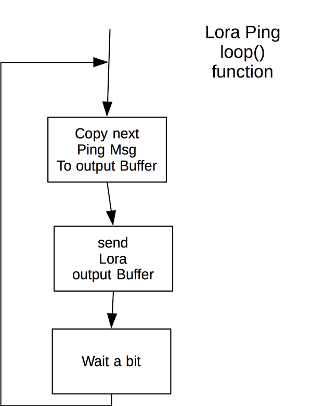 Lora Ping
loop()
function
Copy next
Ping Msg
To output Buffer
send
Lora
output Buffer
Wait a bit